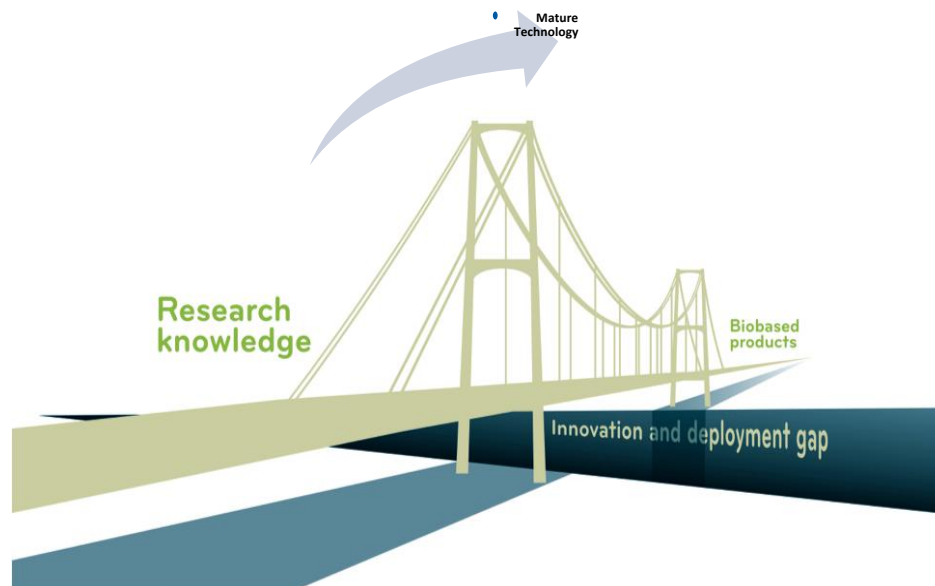 Mature
Technology
Research
knowledge
Biobased
products
Innovation and deployment gap